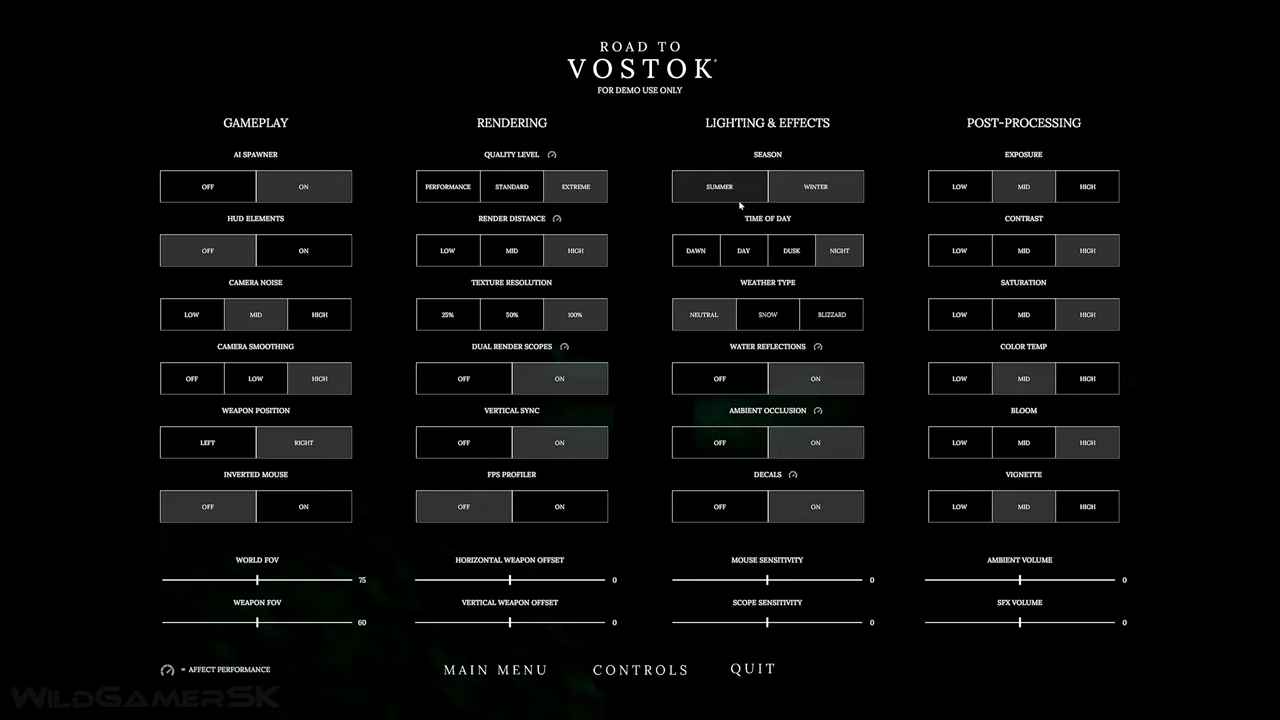 ROAD TO
VOSTOK®
FOR DEMO USE ONLY
GAMEPLAY
AI SPAWNER
OFF ON
HUD ELEMENTS
OFF ON
CAMERA NOISE
LOW MID HIGH
CAMERA SMOOTHING
OFF LOW HIGH
WEAPON POSITION
LEFT RIGHT
INVERTED MOUSE
OFF ON
WORLD FOV
75
WEAPON FOV
60
RENDERING
QUALITY LEVEL
PERFORMANCE STANDARD EXTREME
RENDER DISTANCE
LOW MID HIGH
TEXTURE RESOLUTION
25% 50% 100%
DUAL RENDER SCOPES
OFF ON
VERTICAL SYNC
OFF ON
FPS PROFILER
OFF ON
HORIZONTAL WEAPON OFFSET
0
VERTICAL WEAPON OFFSET
0
LIGHTING & EFFECTS
SEASON
SUMMER WINTER
TIME OF DAY
DAWN DAY DUSK NIGHT
WEATHER TYPE
NEUTRAL SNOW BLIZZARD
WATER REFLECTIONS
OFF ON
AMBIENT OCCLUSION
OFF ON
DECALS
OFF ON
MOUSE SENSITIVITY
0
SCOPE SENSITIVITY
0
POST-PROCESSING
EXPOSURE
LOW MID HIGH
CONTRAST
LOW MID HIGH
SATURATION
LOW MID HIGH
COLOR TEMP
LOW MID HIGH
BLOOM
LOW MID HIGH
VIGNETTE
LOW MID HIGH
AMBIENT VOLUME
0
SFX VOLUME
0
= AFFECT PERFORMANCE
MAIN MENU CONTROLS QUIT
WILDGAMERSK